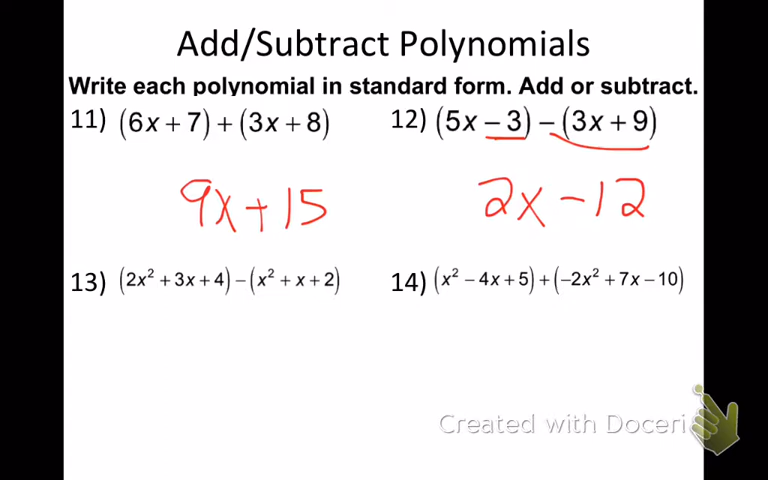 Add/Subtract Polynomials
Write each polynomial in standard form. Add or subtract.
11) (6x + 7) + (3x + 8) 12) (5x − 3) − (3x + 9)
9x + 15 2x − 12
13) (2x² + 3x + 4) − (x² + x + 2) 14) (x² − 4x + 5) + (−2x² + 7x − 10)
Created with Doceri